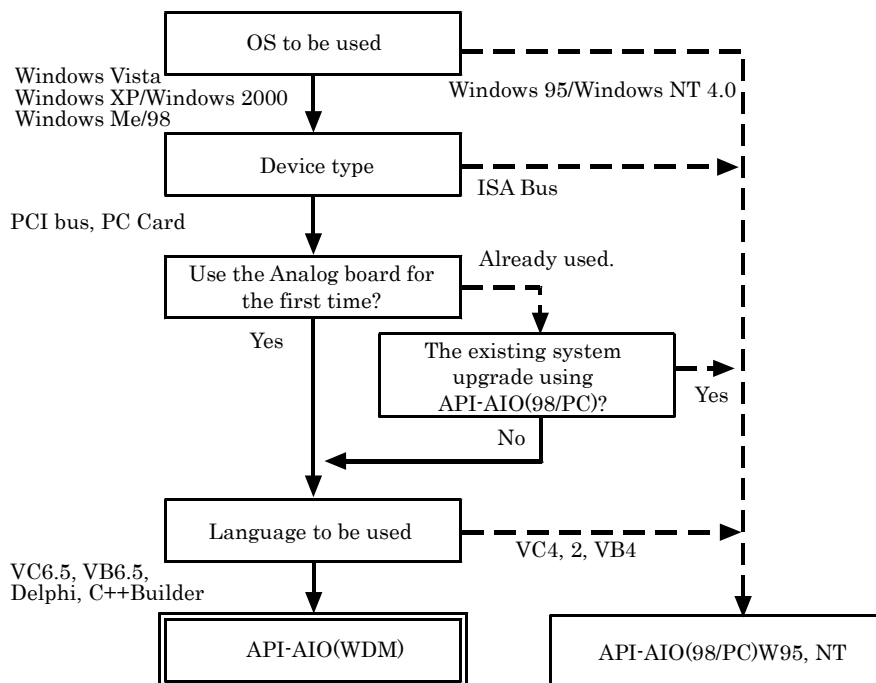 OS to be used
Windows Vista
Windows XP/Windows 2000
Windows Me/98
Windows 95/Windows NT 4.0
Device type
ISA Bus
PCI bus, PC Card
Use the Analog board for
the first time?
Already used.
Yes
The existing system
upgrade using
API-AIO(98/PC)?
Yes
No
Language to be used
VC4, 2, VB4
VC6.5, VB6.5,
Delphi, C++Builder
API-AIO(WDM)
API-AIO(98/PC)W95, NT